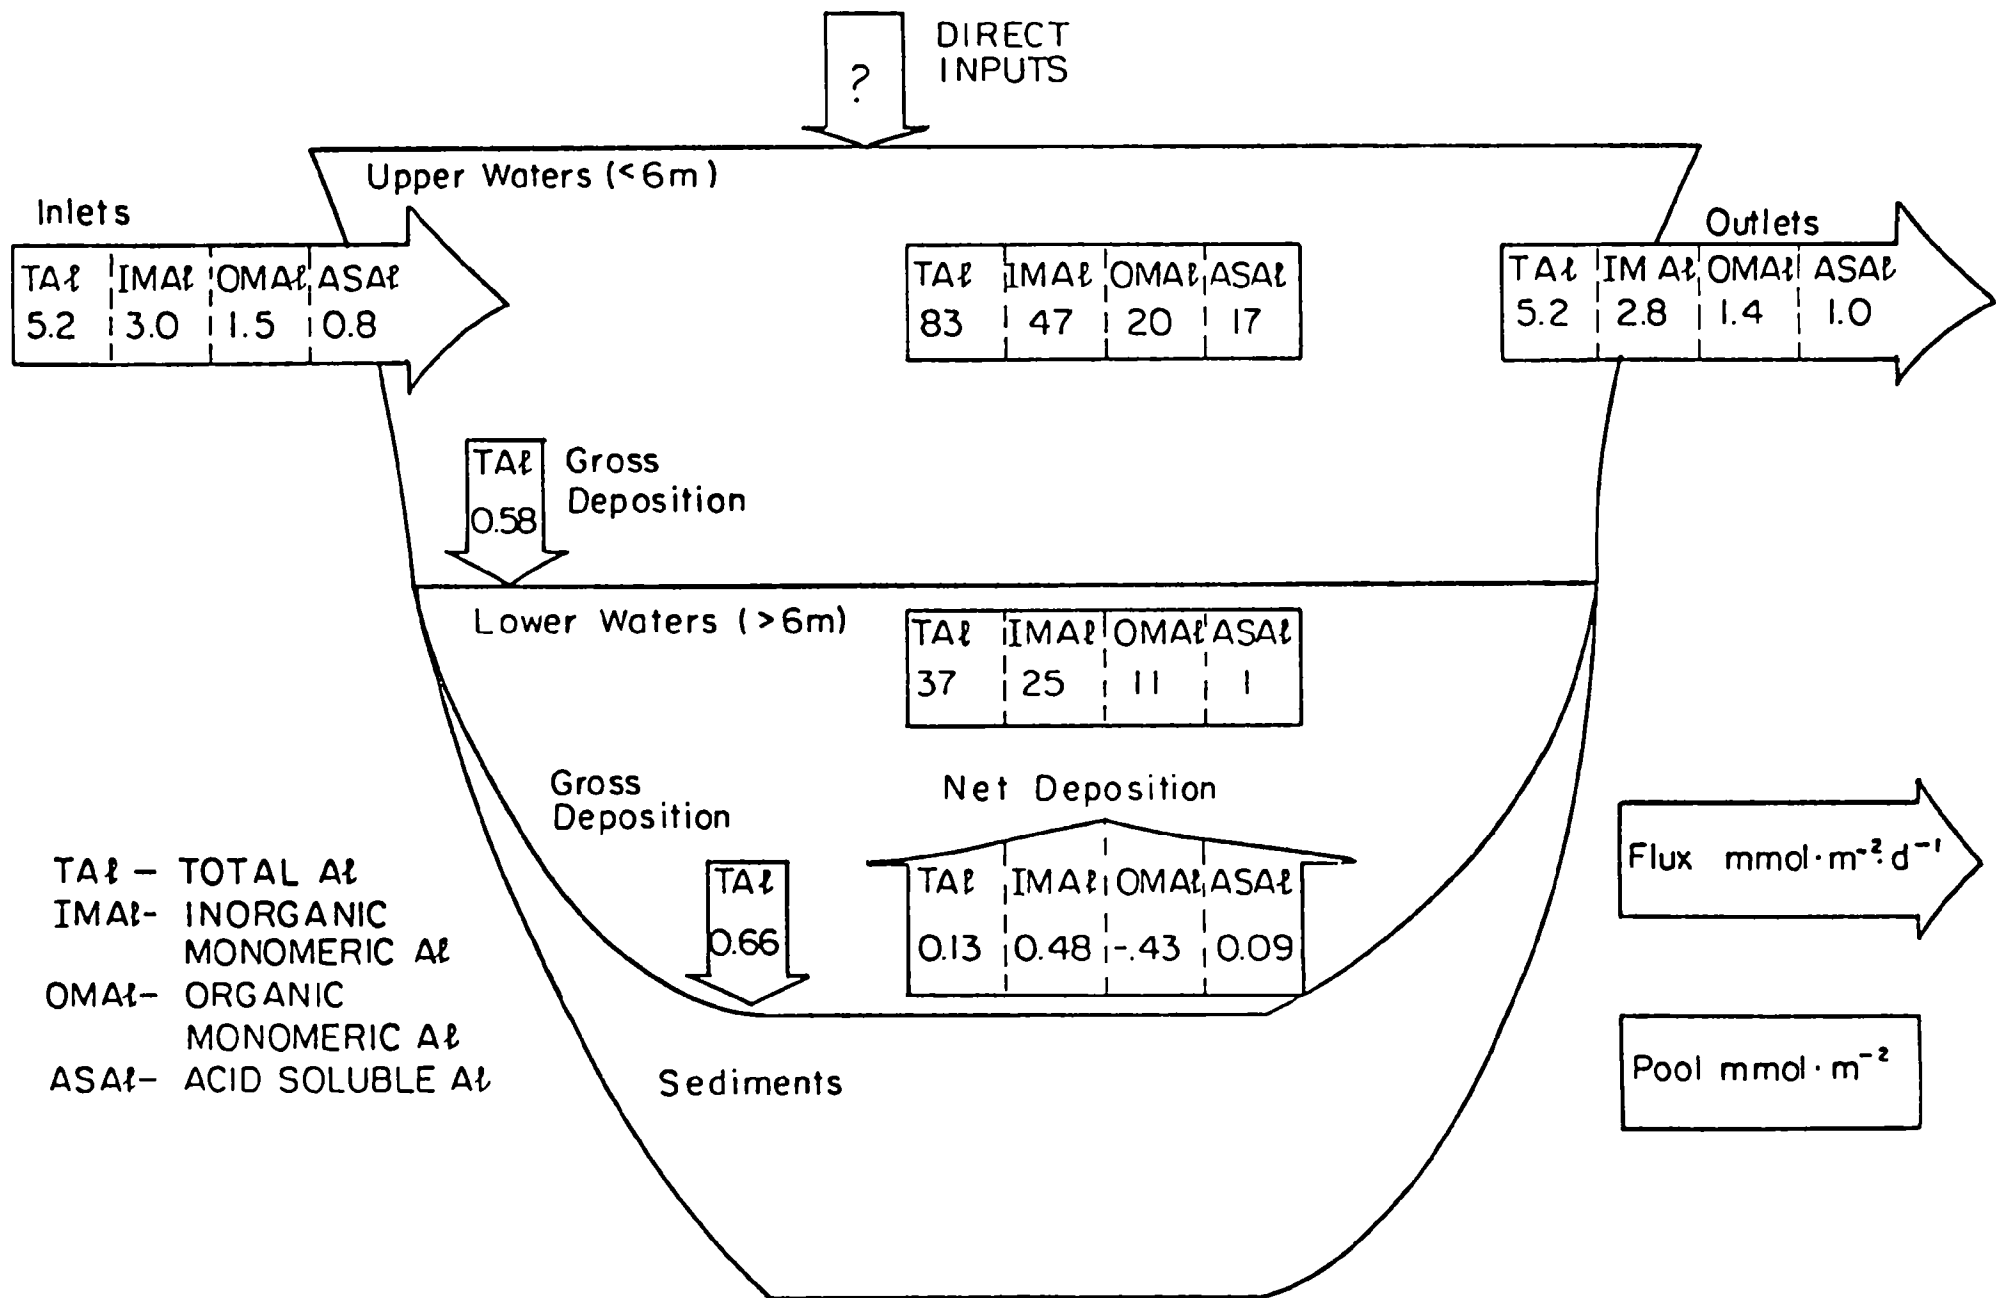 DIRECT
INPUTS
?
Upper Waters (<6m)
Inlets
TAℓ IMAℓ OMAℓ ASAℓ
5.2 3.0 1.5 0.8
TAℓ IMAℓ OMAℓ ASAℓ
83 47 20 17
Outlets
TAℓ IM Aℓ OMAℓ ASAℓ
5.2 2.8 1.4 1.0
TAℓ
0.58
Gross
Deposition
Lower Waters (>6m)
TAℓ IMAℓ OMAℓ ASAℓ
37 25 11 1
Gross
Deposition
TAℓ
0.66
Net Deposition
TAℓ IMAℓ OMAℓ ASAℓ
0.13 0.48 -.43 0.09
Sediments
TAℓ – TOTAL Aℓ
IMAℓ- INORGANIC
MONOMERIC Aℓ
OMAℓ- ORGANIC
MONOMERIC Aℓ
ASAℓ- ACID SOLUBLE Aℓ
Flux mmol·m⁻²·d⁻¹
Pool mmol·m⁻²